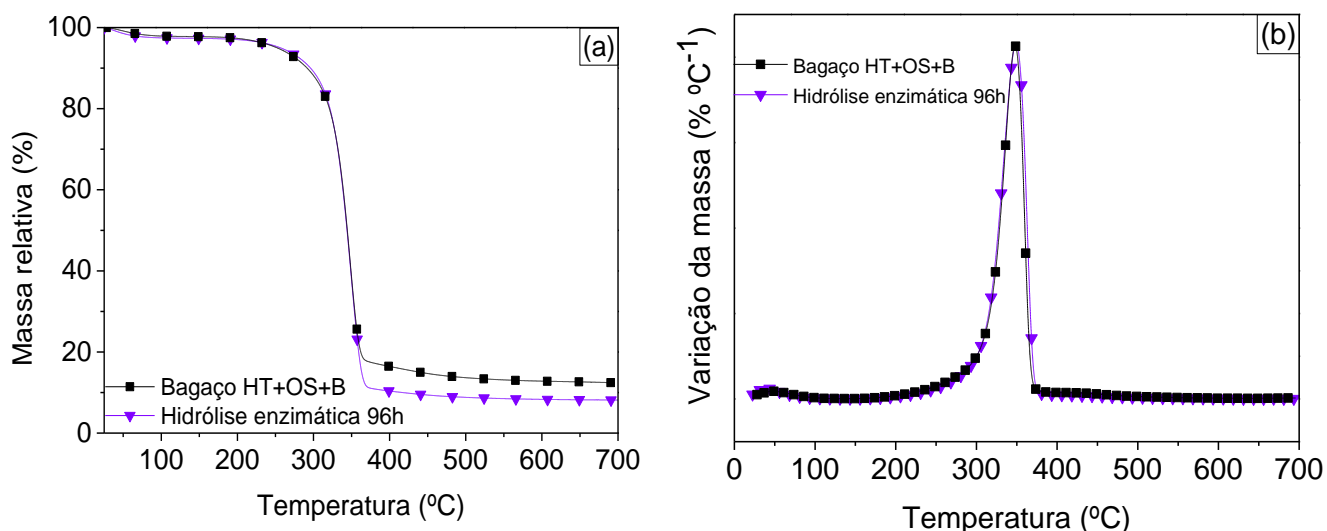 (a)
Massa relativa (%)
100
80
60
40
20
0
Bagaço HT+OS+B
Hidrólise enzimática 96h
100 200 300 400 500 600 700
Temperatura (ºC)
(b)
Variação da massa (% ºC⁻¹)
Bagaço HT+OS+B
Hidrólise enzimática 96h
0 100 200 300 400 500 600 700
Temperatura (ºC)